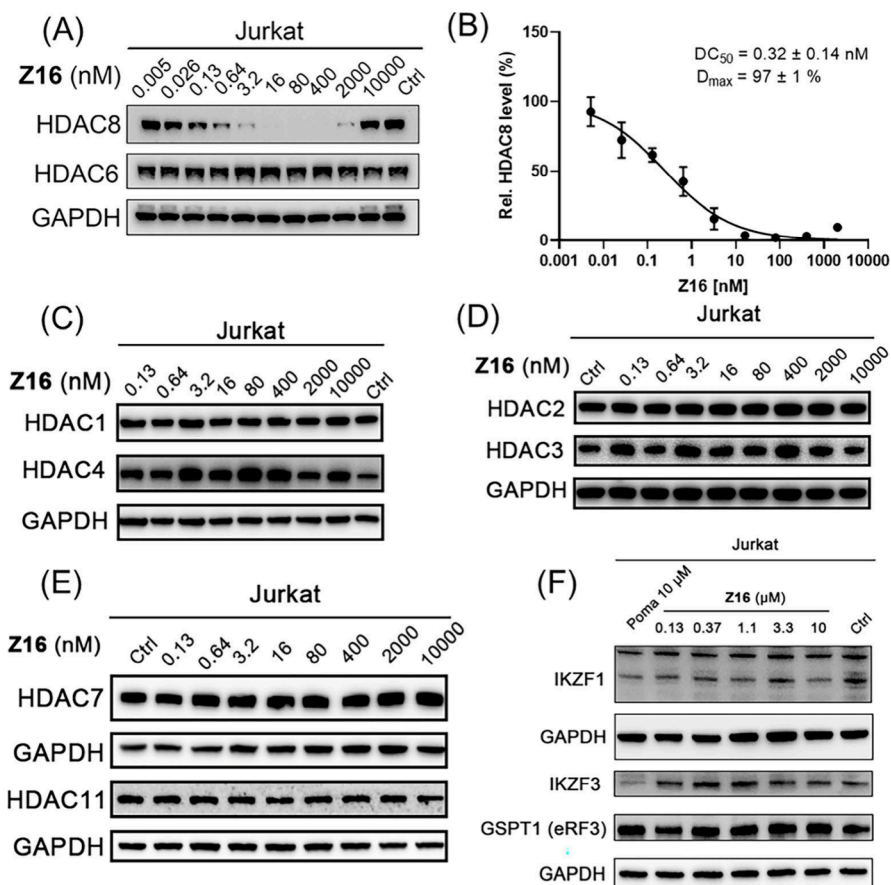 (A)
Jurkat
Z16 (nM) 0.005 0.026 0.13 0.64 3.2 16 80 400 2000 10000 Ctrl
HDAC8
HDAC6
GAPDH
(B)
Rel. HDAC8 level (%)
150
100
50
0
DC50 = 0.32 ± 0.14 nM
Dmax = 97 ± 1 %
0.001 0.01 0.1 1 10 100 1000 10000
Z16 [nM]
(C)
Jurkat
Z16 (nM) 0.13 0.64 3.2 16 80 400 2000 10000 Ctrl
HDAC1
HDAC4
GAPDH
(D)
Jurkat
Z16 (nM) Ctrl 0.13 0.64 3.2 16 80 400 2000 10000
HDAC2
HDAC3
GAPDH
(E)
Jurkat
Z16 (nM) Ctrl 0.13 0.64 3.2 16 80 400 2000 10000
HDAC7
GAPDH
HDAC11
GAPDH
(F)
Jurkat
Poma 10 µM
Z16 (µM)
0.13 0.37 1.1 3.3 10 Ctrl
IKZF1
GAPDH
IKZF3
GSPT1 (eRF3)
GAPDH